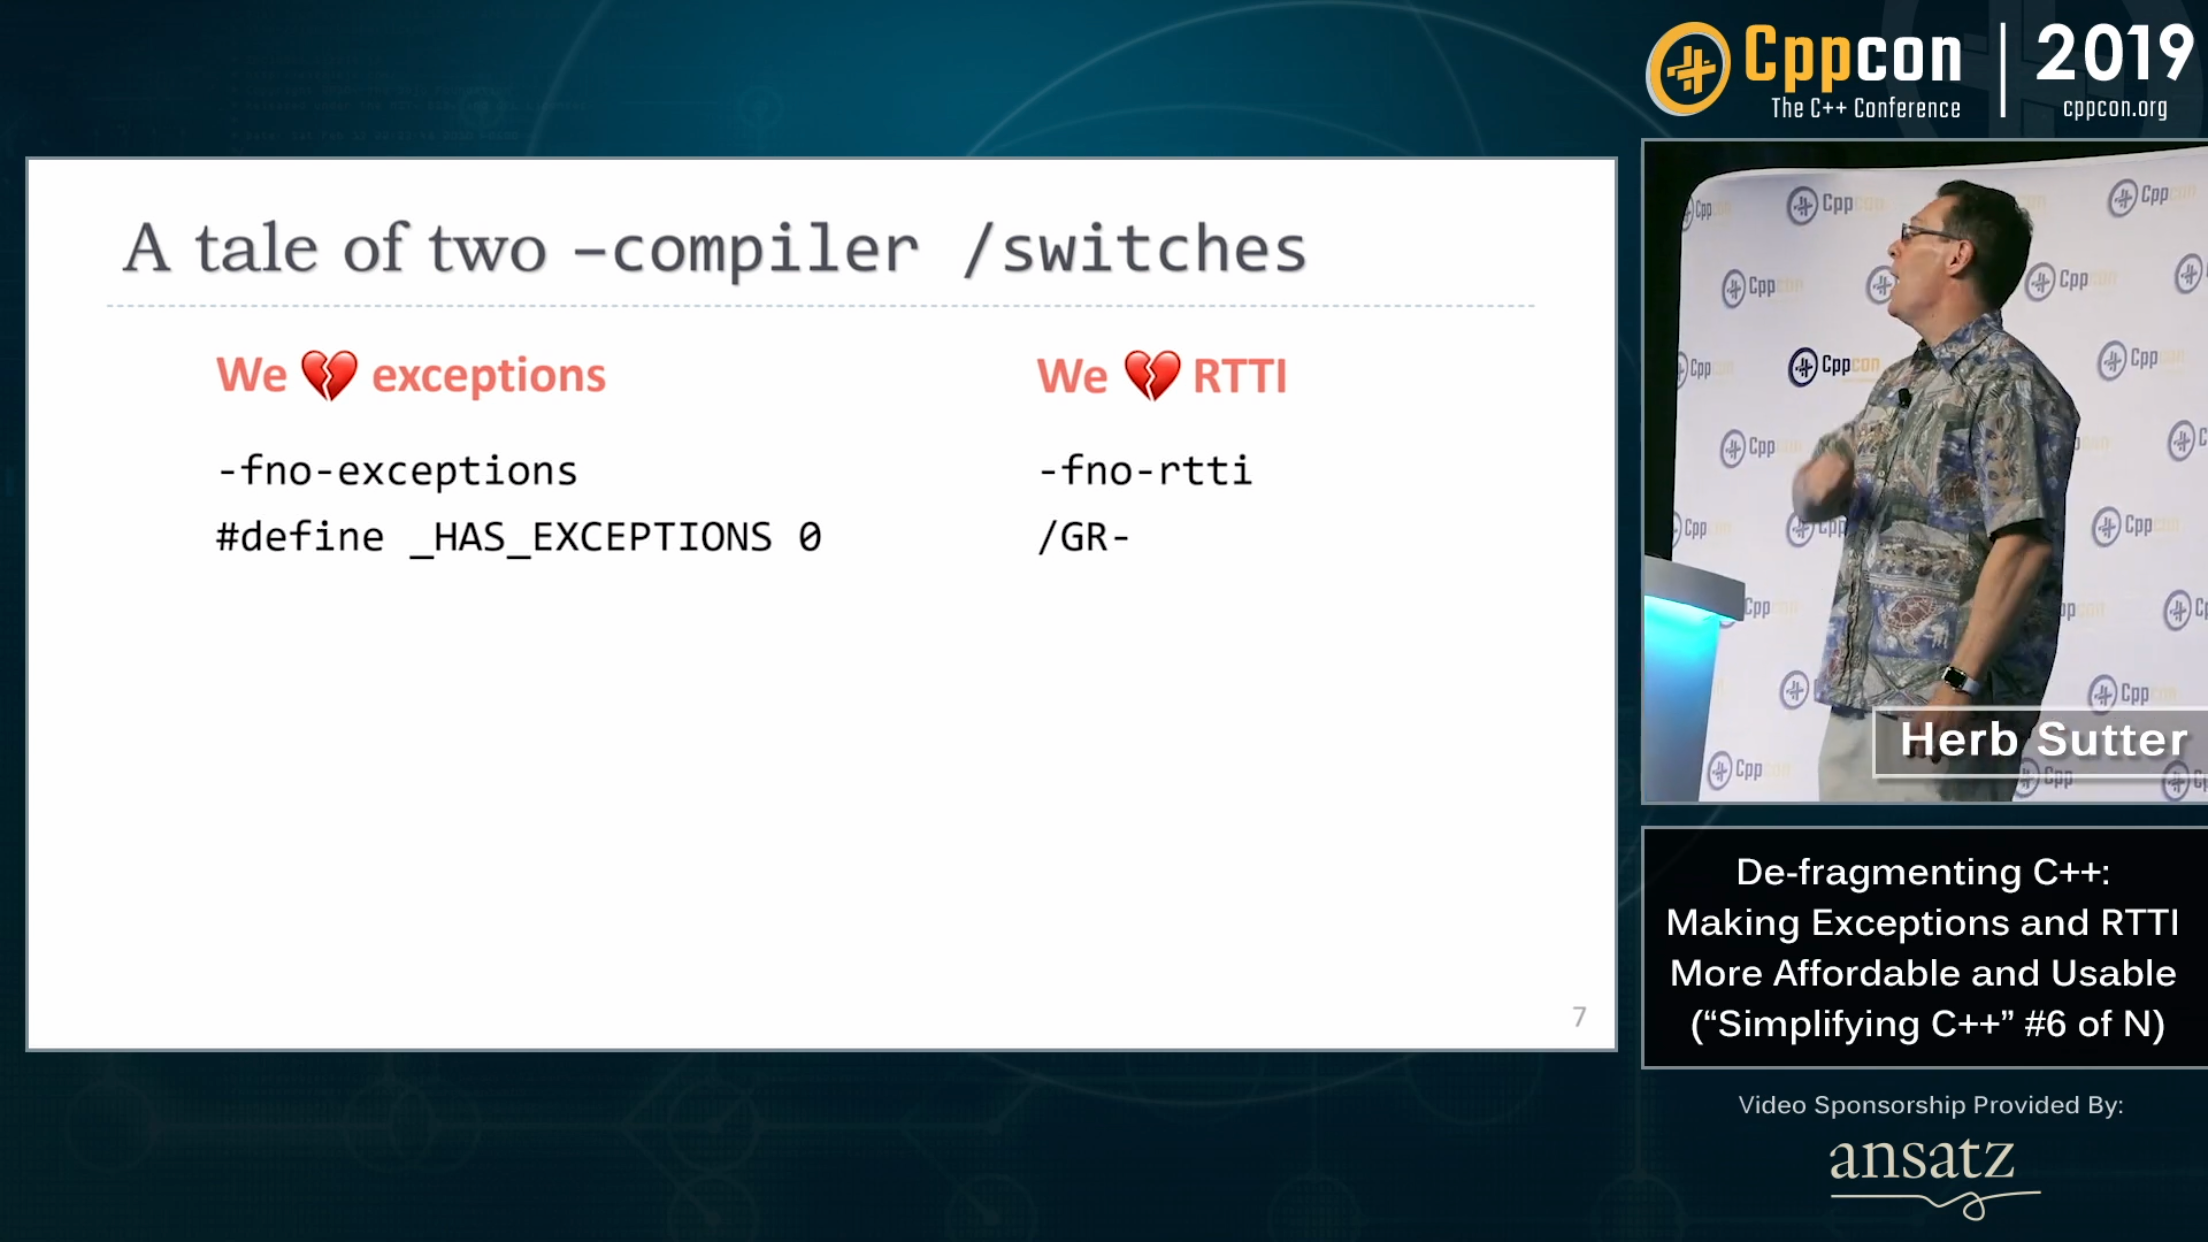 Cppcon | 2019
The C++ Conference
cppcon.org
A tale of two –compiler /switches
We 💔 exceptions
We 💔 RTTI
-fno-exceptions
-fno-rtti
#define _HAS_EXCEPTIONS 0
/GR-
7
Cppcon
Herb Sutter
De-fragmenting C++:
Making Exceptions and RTTI
More Affordable and Usable
(“Simplifying C++” #6 of N)
Video Sponsorship Provided By:
ansatz